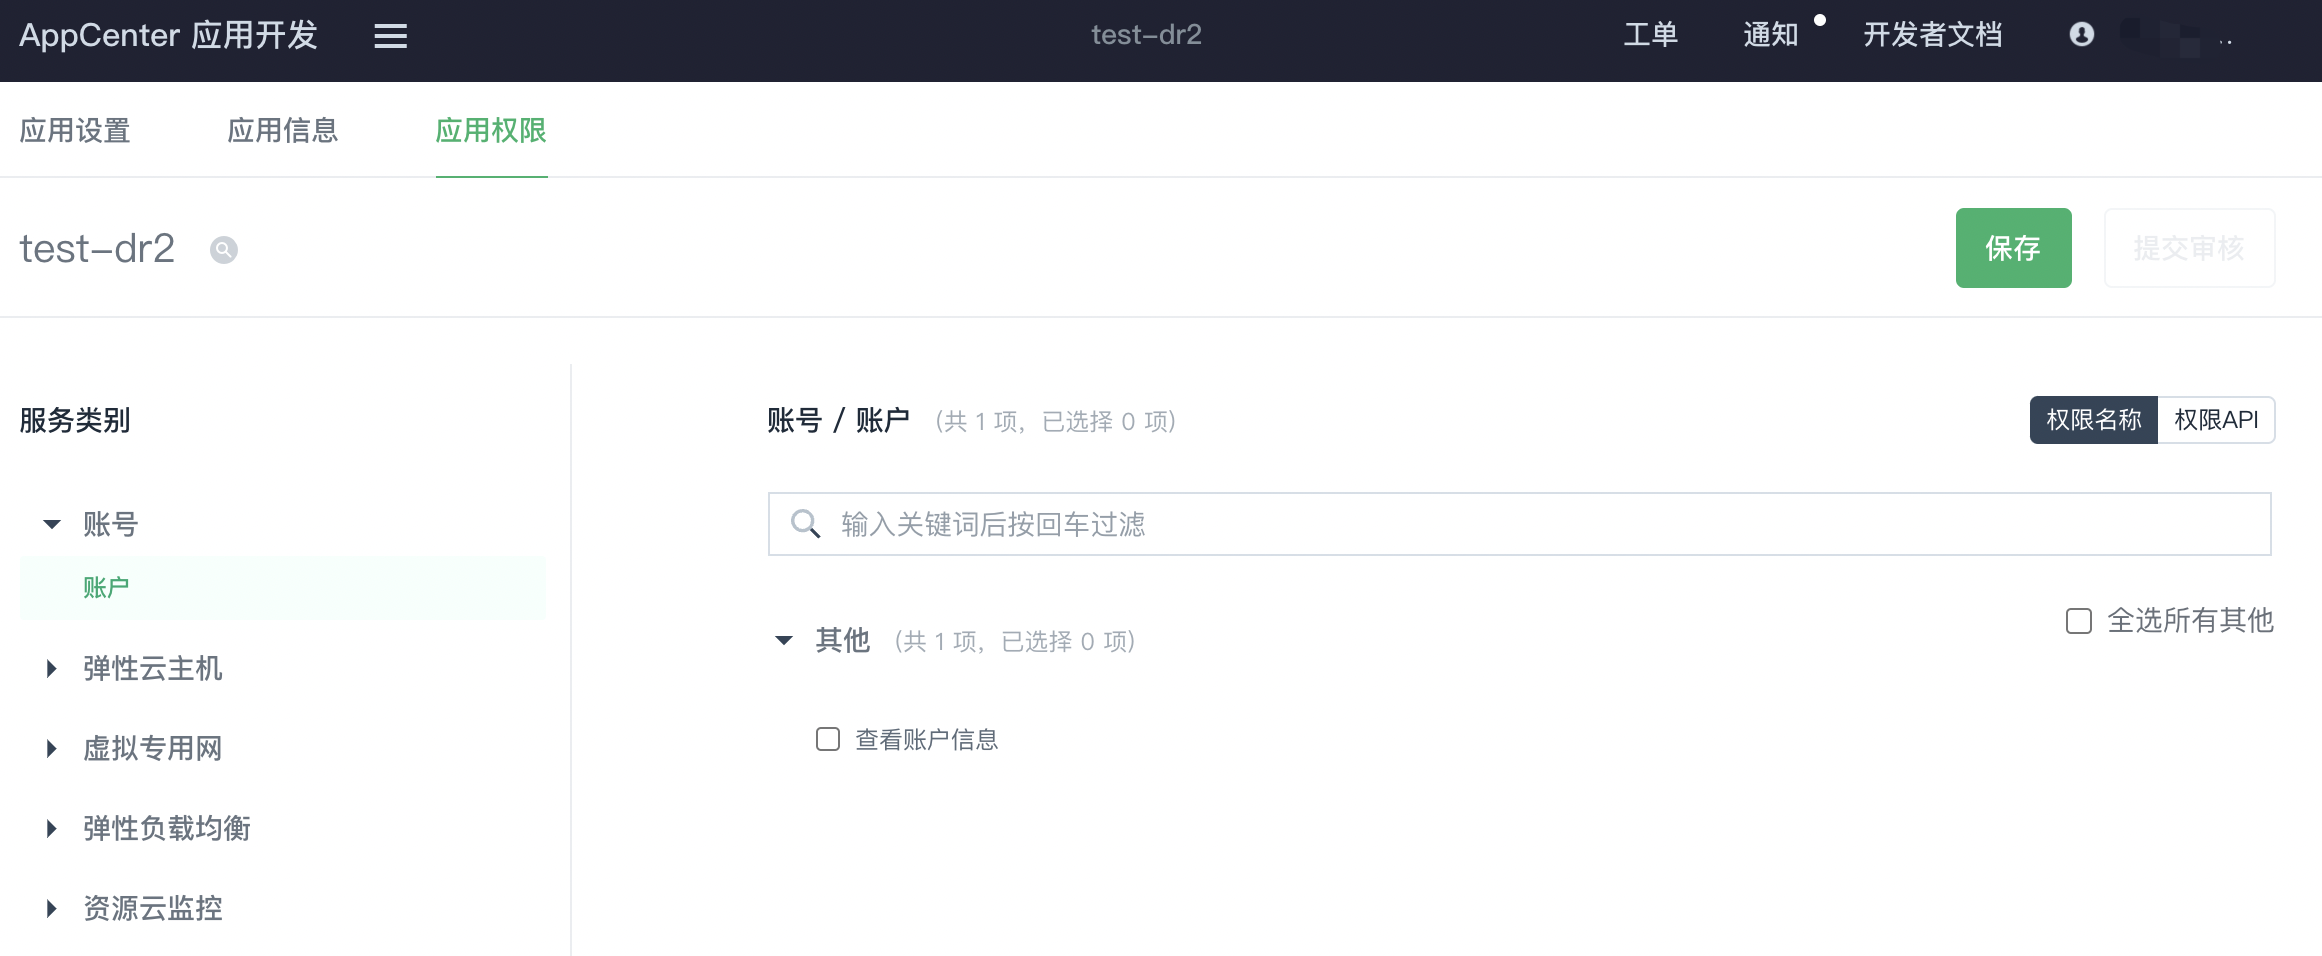 AppCenter 应用开发
test-dr2
工单
通知
开发者文档
应用设置
应用信息
应用权限
test-dr2
保存
提交审核
服务类别
账号 / 账户 (共 1 项, 已选择 0 项)
权限名称
权限API
账号
输入关键词后按回车过滤
账户
其他 (共 1 项, 已选择 0 项)
全选所有其他
弹性云主机
查看账户信息
虚拟专用网
弹性负载均衡
资源云监控